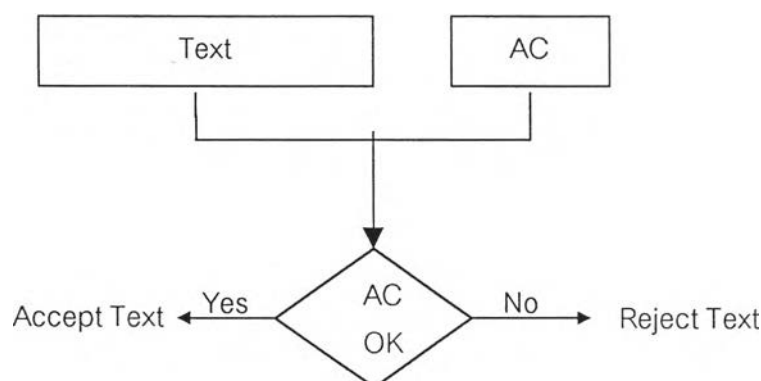 Text
AC
AC
OK
Yes
No
Accept Text
Reject Text